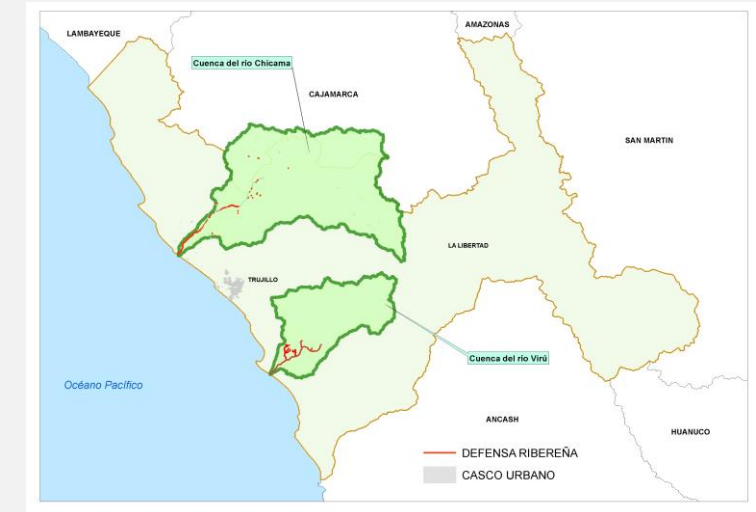 AMAZONAS
LAMBAYEQUE
Cuenca del río Chicama
CAJAMARCA
SAN MARTIN
LA LIBERTAD
TRUJILLO
Cuenca del río Virú
Océano Pacífico
ANCASH
HUANUCO
DEFENSA RIBEREÑA
CASCO URBANO